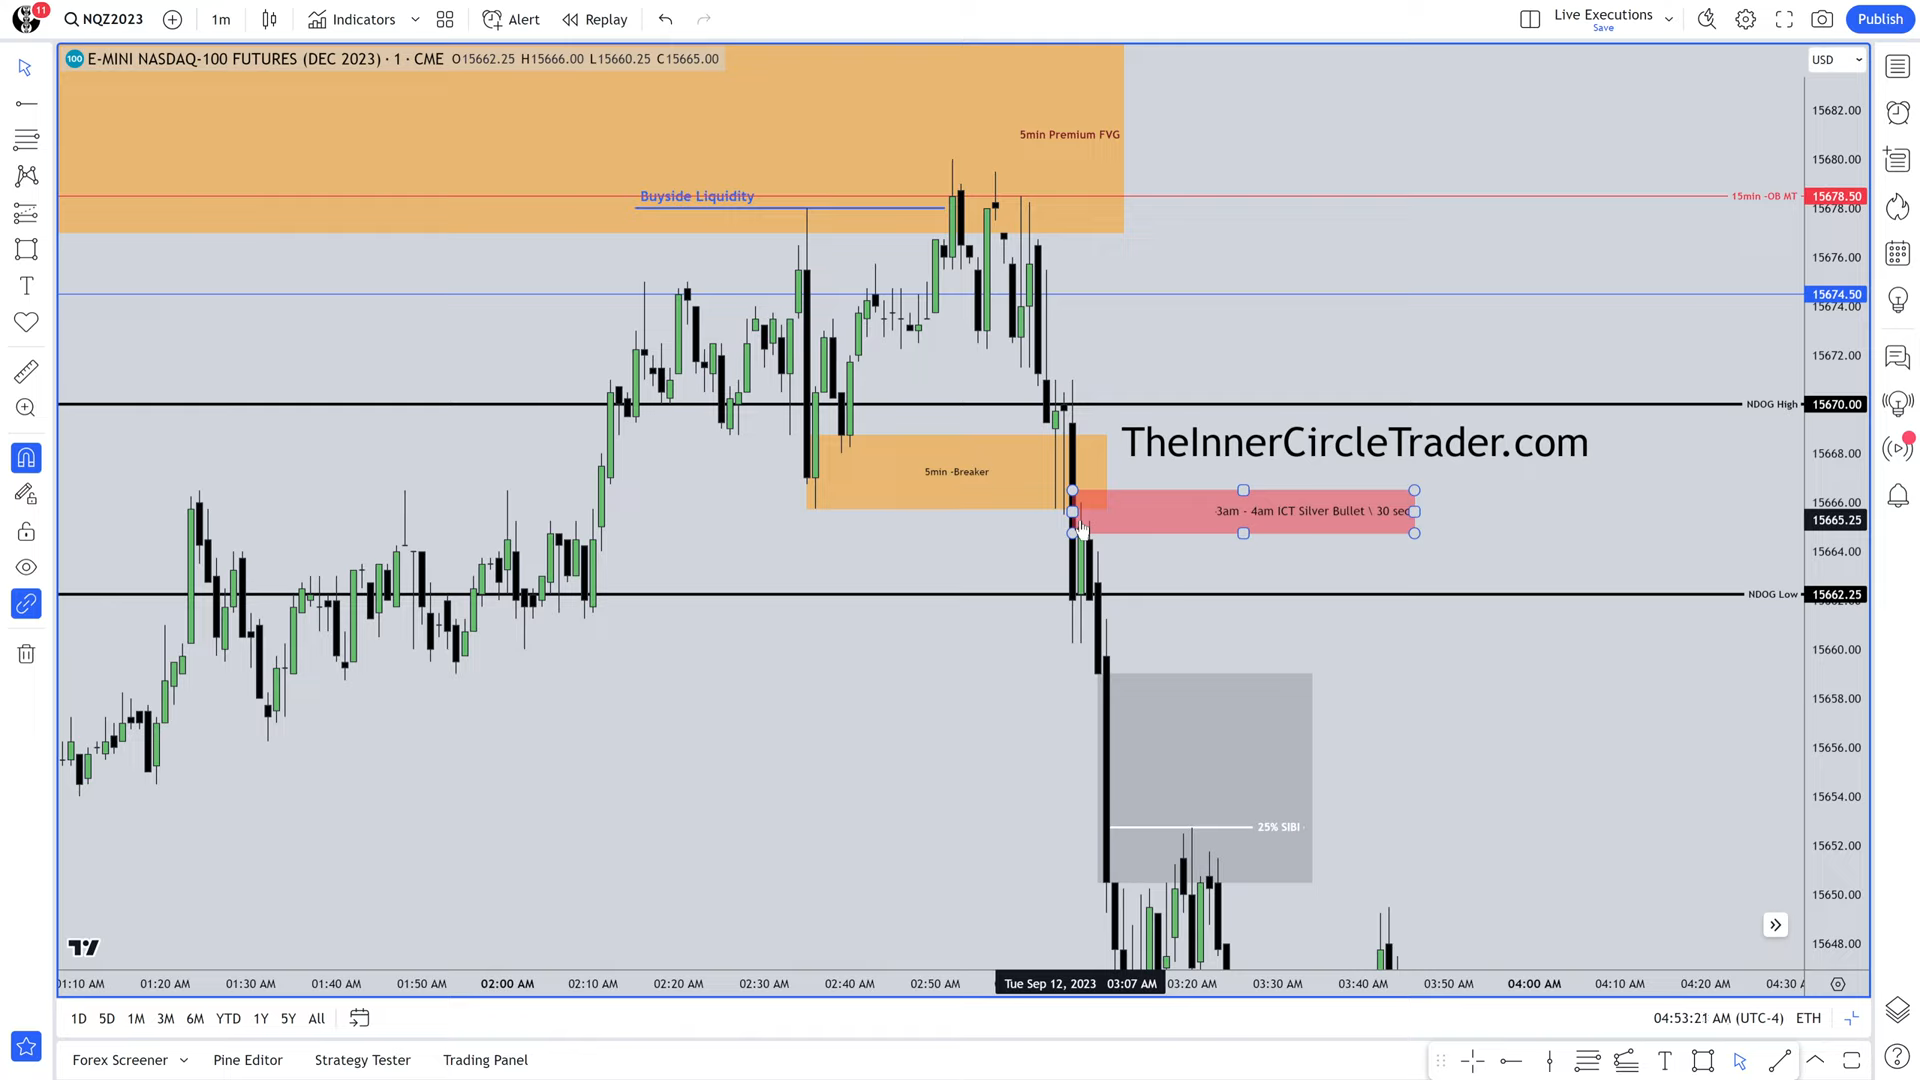 11
NQZ2023
1m
Indicators
Alert
Replay
Live Executions
Save
Publish
100
E-MINI NASDAQ-100 FUTURES (DEC 2023) · 1 · CME O15662.25 H15666.00 L15660.25 C15665.00
USD
15682.00
5min Premium FVG
15680.00
Buyside Liquidity
15min -OB MT
15678.50
15678.00
15676.00
15674.50
15674.00
15672.00
NDOG High
15670.00
TheInnerCircleTrader.com
15668.00
5min -Breaker
15666.00
3am - 4am ICT Silver Bullet \ 30 sec
15665.25
15664.00
NDOG Low
15662.25
15660.00
15658.00
15656.00
15654.00
25% SIBI
15652.00
15650.00
15648.00
01:10 AM 01:20 AM 01:30 AM 01:40 AM 01:50 AM 02:00 AM 02:10 AM 02:20 AM 02:30 AM 02:40 AM 02:50 AM Tue Sep 12, 2023 03:07 AM 03:20 AM 03:30 AM 03:40 AM 03:50 AM 04:00 AM 04:10 AM 04:20 AM 04:30
1D 5D 1M 3M 6M YTD 1Y 5Y All
04:53:21 AM (UTC-4) ETH
Forex Screener Pine Editor Strategy Tester Trading Panel